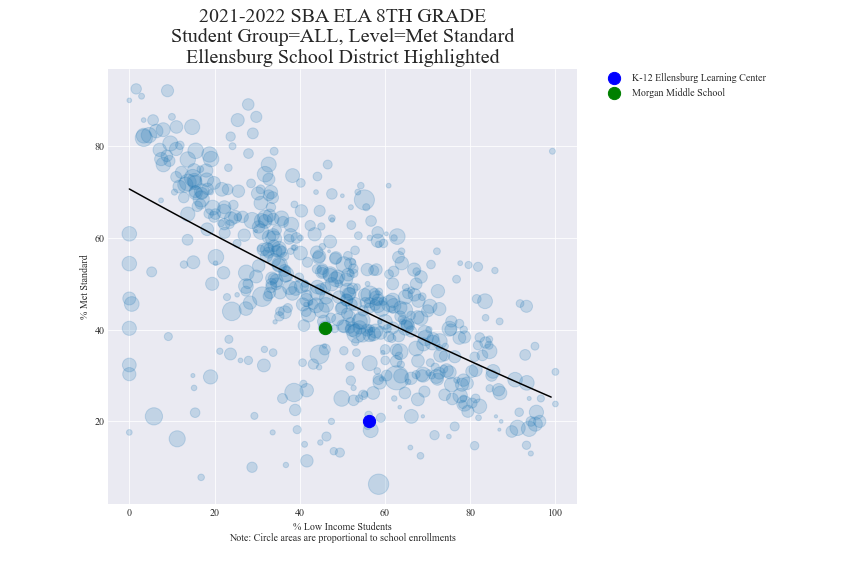 2021-2022 SBA ELA 8TH GRADE
Student Group=ALL, Level=Met Standard
Ellensburg School District Highlighted
K-12 Ellensburg Learning Center
Morgan Middle School
% Met Standard
80
60
40
20
0 20 40 60 80 100
% Low Income Students
Note: Circle areas are proportional to school enrollments